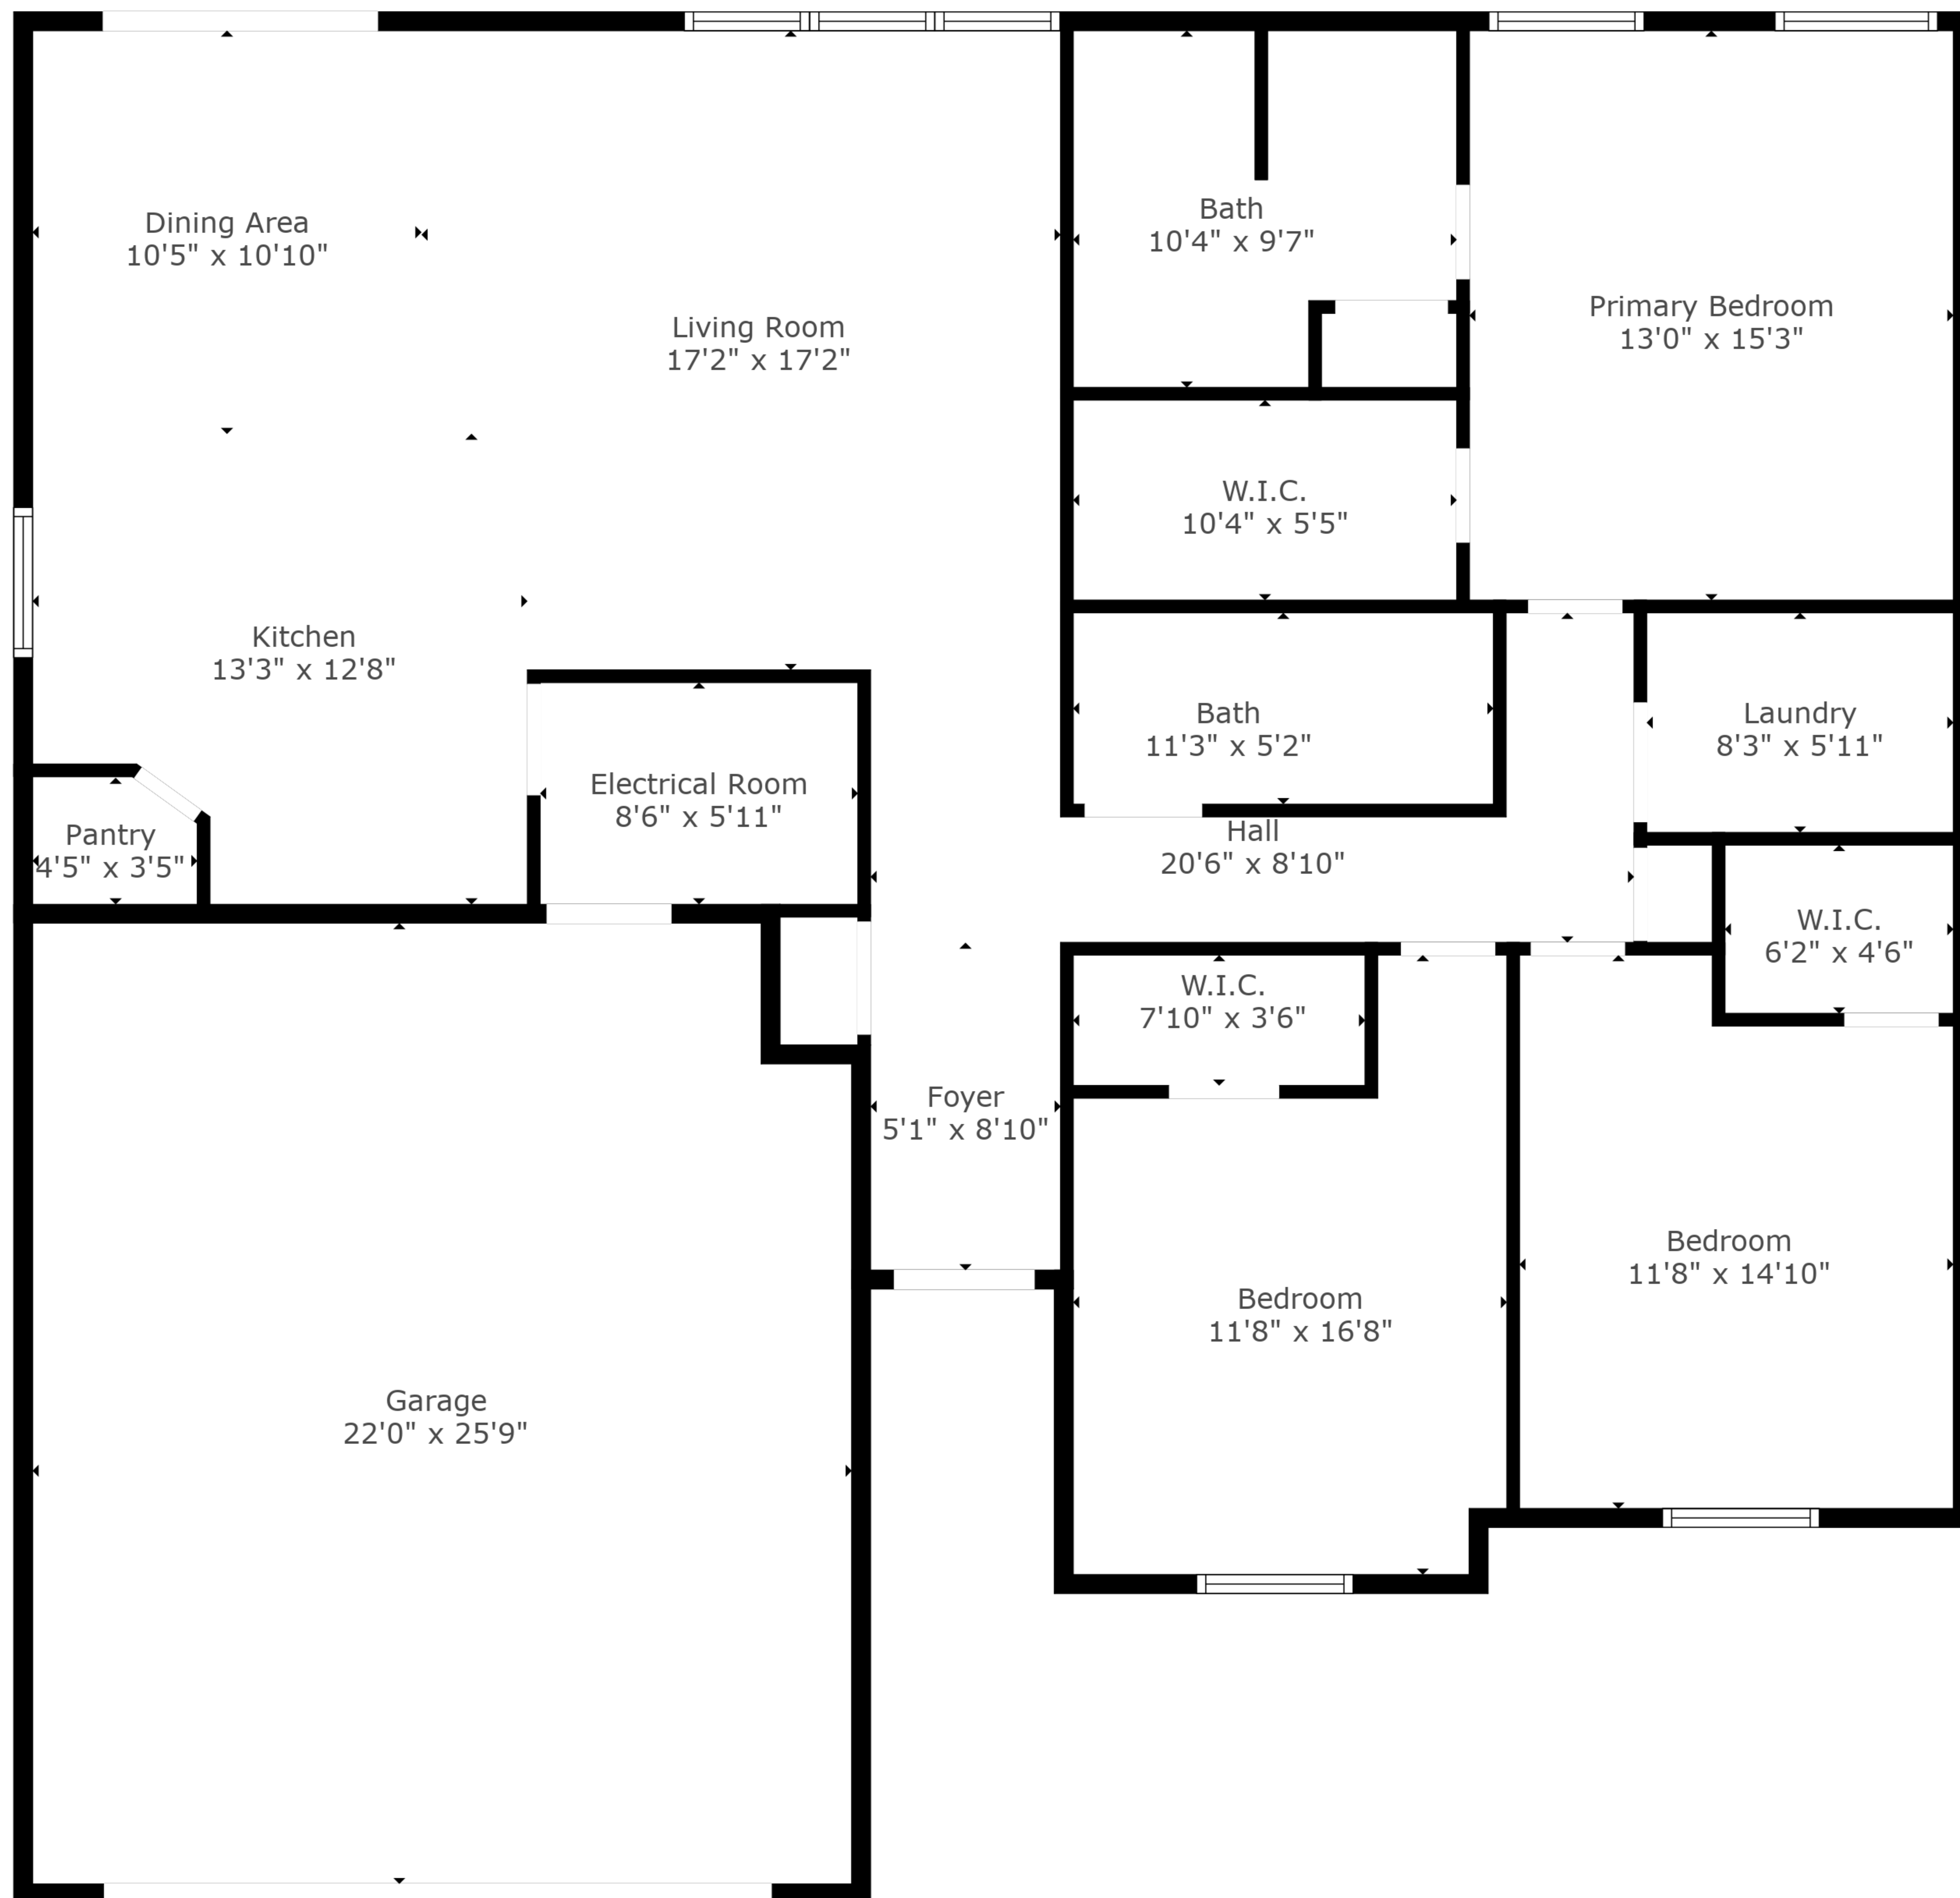 Dining Area
10'5" x 10'10"
Bath
10'4" x 9'7"
Living Room
17'2" x 17'2"
Primary Bedroom
13'0" x 15'3"
W.I.C.
10'4" x 5'5"
Kitchen
13'3" x 12'8"
Bath
11'3" x 5'2"
Laundry
8'3" x 5'11"
Electrical Room
8'6" x 5'11"
Pantry
4'5" x 3'5"
Hall
20'6" x 8'10"
W.I.C.
6'2" x 4'6"
W.I.C.
7'10" x 3'6"
Foyer
5'1" x 8'10"
Bedroom
11'8" x 14'10"
Bedroom
11'8" x 16'8"
Garage
22'0" x 25'9"